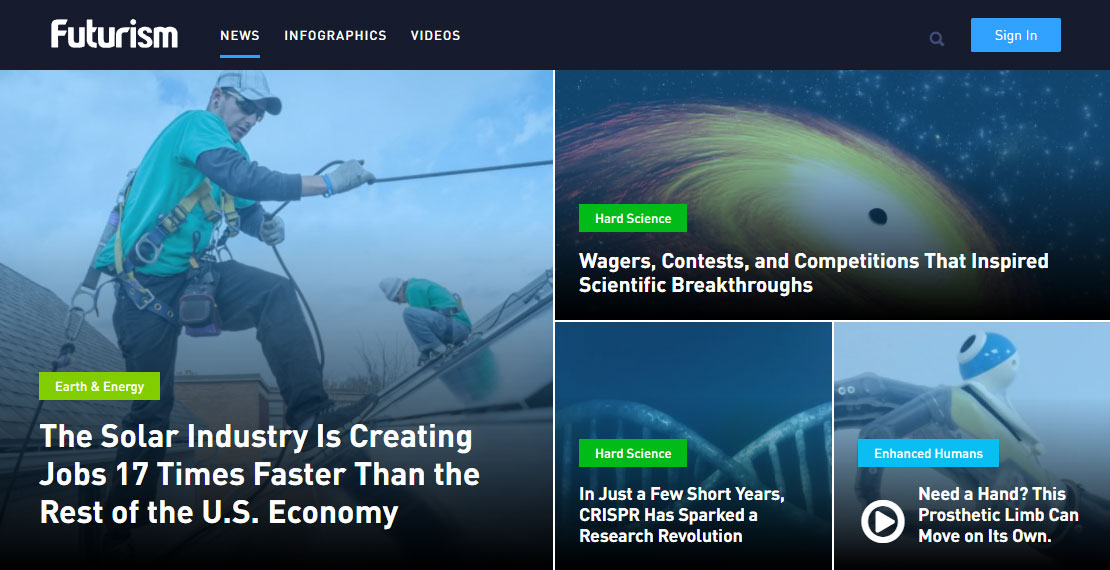 Futurism
NEWS
INFOGRAPHICS
VIDEOS
Sign In
Earth & Energy
The Solar Industry Is Creating
Jobs 17 Times Faster Than the
Rest of the U.S. Economy
Hard Science
Wagers, Contests, and Competitions That Inspired
Scientific Breakthroughs
Hard Science
In Just a Few Short Years,
CRISPR Has Sparked a
Research Revolution
Enhanced Humans
Need a Hand? This
Prosthetic Limb Can
Move on Its Own.